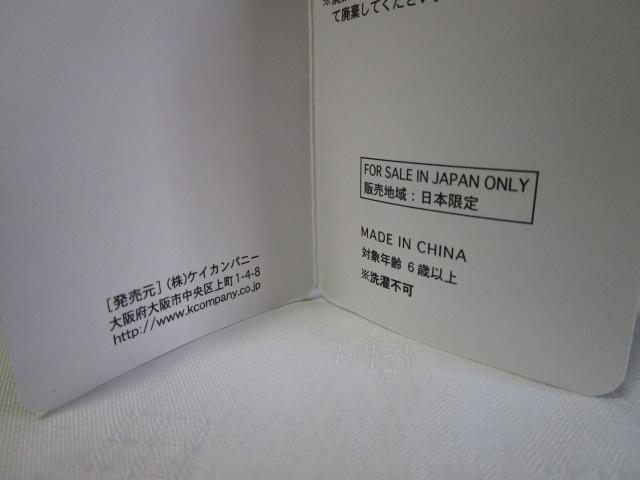 [発売元] (株)ケイカンパニー
大阪府大阪市中央区上町1-4-8
http://www.kcompany.co.jp
て廃棄してください。
FOR SALE IN JAPAN ONLY
販売地域：日本限定
MADE IN CHINA
対象年齢 6歳以上
※洗濯不可